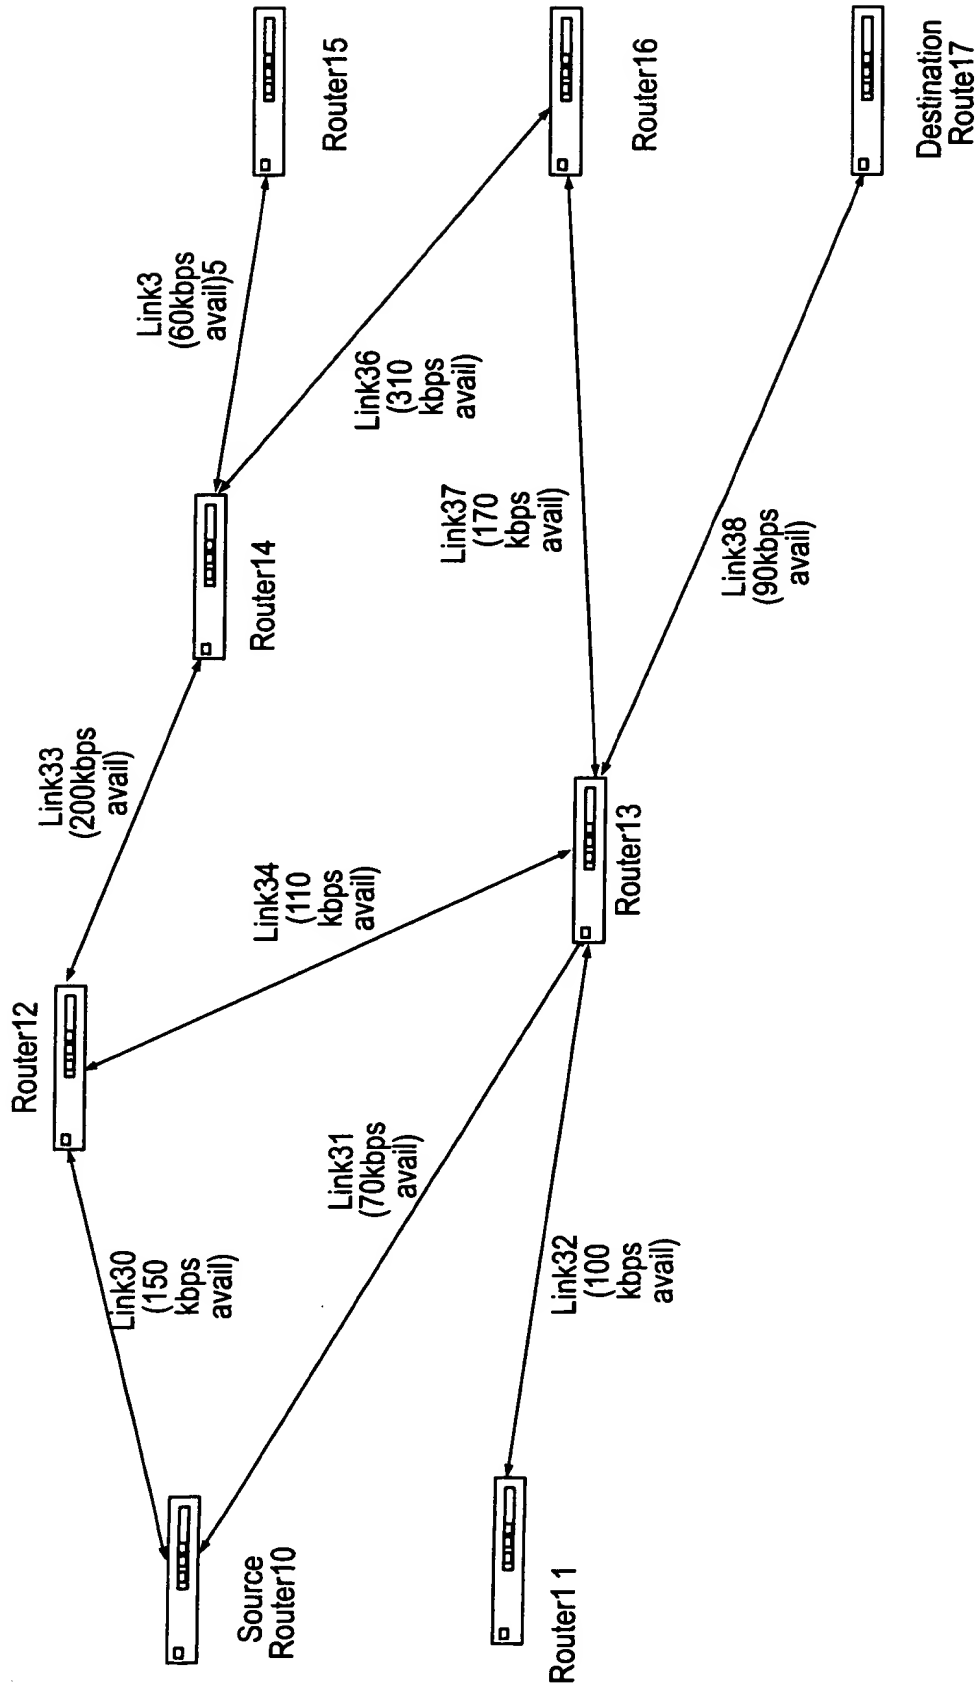 Router12
Link30
(150
kbps
avail)
Source
Router10
Link33
(200kbps
avail)
Router14
Link3
(60kbps
avail)5
Router15
Link34
(110
kbps
avail)
Link36
(310
kbps
avail)
Link31
(70kbps
avail)
Link37
(170
kbps
avail)
Router16
Router13
Link32
(100
kbps
avail)
Router1 1
Link38
(90kbps
avail)
Destination
Route17